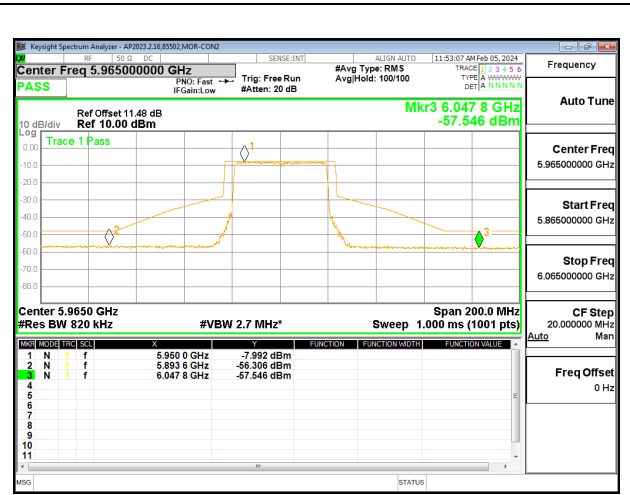 Keysight Spectrum Analyzer - AP2023.2.16,85502,MOR-CON2
RF 50 Ω DC SENSE:INT ALIGN AUTO 11:53:07 AM Feb 05, 2024
Center Freq 5.965000000 GHz
PASS
PNO: Fast
IFGain:Low
Trig: Free Run
#Atten: 20 dB
#Avg Type: RMS
Avg|Hold: 100/100
TRACE 1 2 3 4 5 6
TYPE A WWWWW
DET A N N N N N
Ref Offset 11.48 dB
Ref 10.00 dBm
10 dB/div
Log
Mkr3 6.047 8 GHz
-57.546 dBm
Trace 1 Pass
0.00
-10.0
-20.0
-30.0
-40.0
-50.0
-60.0
-70.0
-80.0
1
2
3
Center 5.9650 GHz
Span 200.0 MHz
#Res BW 820 kHz
#VBW 2.7 MHz*
Sweep 1.000 ms (1001 pts)
MKR MODE TRC SCL X Y FUNCTION FUNCTION WIDTH FUNCTION VALUE
1 N 1 f 5.950 0 GHz -7.992 dBm
2 N 1 f 5.893 6 GHz -56.306 dBm
3 N 1 f 6.047 8 GHz -57.546 dBm
4
5
6
7
8
9
10
11
MSG
STATUS
Frequency
Auto Tune
Center Freq
5.965000000 GHz
Start Freq
5.865000000 GHz
Stop Freq
6.065000000 GHz
CF Step
20.000000 MHz
Auto Man
Freq Offset
0 Hz